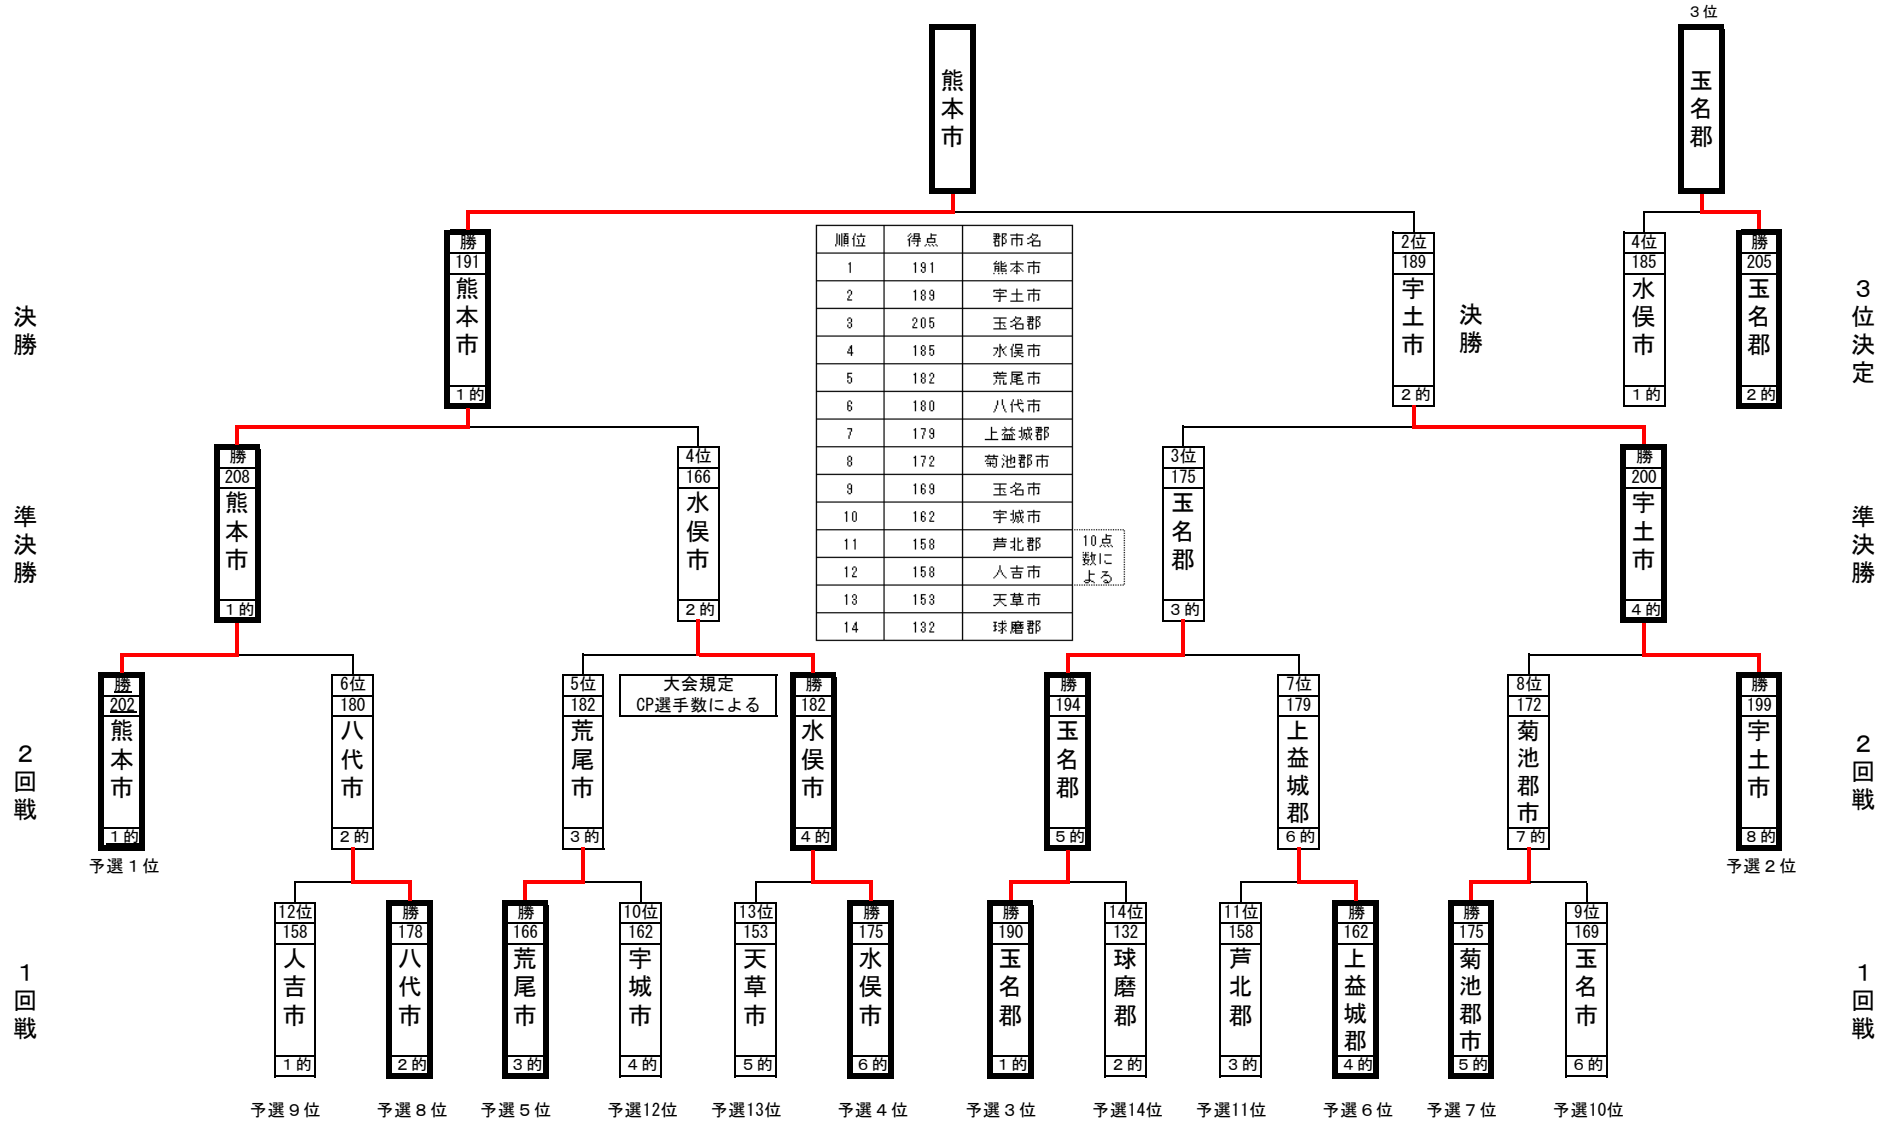 ３位
熊本市
玉名郡
勝
191
熊本市
１的
2位
189
宇土市
２的
4位
185
水俣市
１的
勝
205
玉名郡
２的
決勝
決勝
３位決定
順位 得点 郡市名
1 191 熊本市
2 189 宇土市
3 205 玉名郡
4 185 水俣市
5 182 荒尾市
6 180 八代市
7 179 上益城郡
8 172 菊池郡市
9 169 玉名市
10 162 宇城市
11 158 芦北郡
12 158 人吉市
13 153 天草市
14 132 球磨郡
10点
数に
よる
準決勝
勝
208
熊本市
１的
4位
166
水俣市
２的
3位
175
玉名郡
３的
勝
200
宇土市
４的
準決勝
２回戦
勝
202
熊本市
１的
予選１位
6位
180
八代市
２的
5位
182
荒尾市
３的
大会規定
CP選手数による
勝
182
水俣市
４的
勝
194
玉名郡
５的
7位
179
上益城郡
６的
8位
172
菊池郡市
７的
勝
199
宇土市
８的
予選２位
２回戦
１回戦
12位
158
人吉市
１的
予選９位
勝
178
八代市
２的
予選８位
勝
166
荒尾市
３的
予選５位
10位
162
宇城市
４的
予選12位
13位
153
天草市
５的
予選13位
勝
175
水俣市
６的
予選４位
勝
190
玉名郡
１的
予選３位
14位
132
球磨郡
２的
予選14位
11位
158
芦北郡
３的
予選11位
勝
162
上益城郡
４的
予選６位
勝
175
菊池郡市
５的
予選７位
9位
169
玉名市
６的
予選10位
１回戦